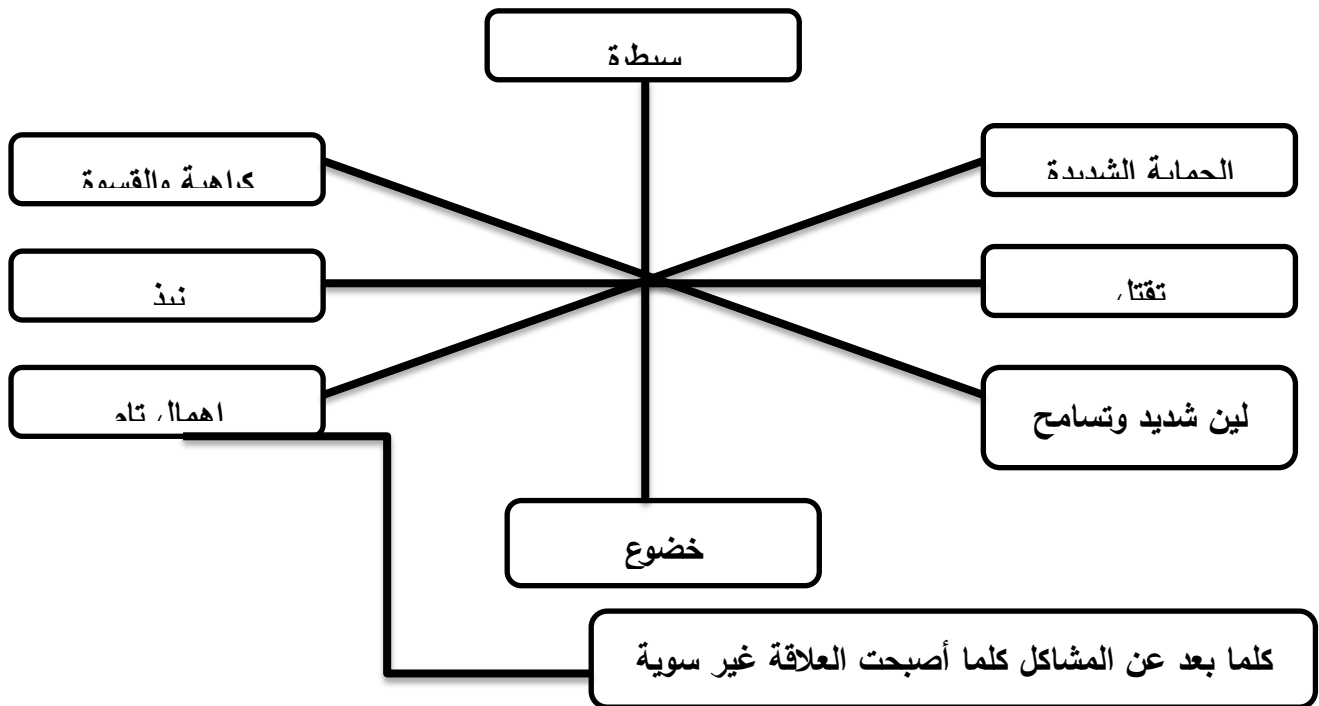 سيطرة
الحماية الشديدة
كراهية والقسوة
تقتل
نبذ
لين شديد وتسامح
اهمال تام
خضوع
كلما بعد عن المشاكل كلما أصبحت العلاقة غير سوية